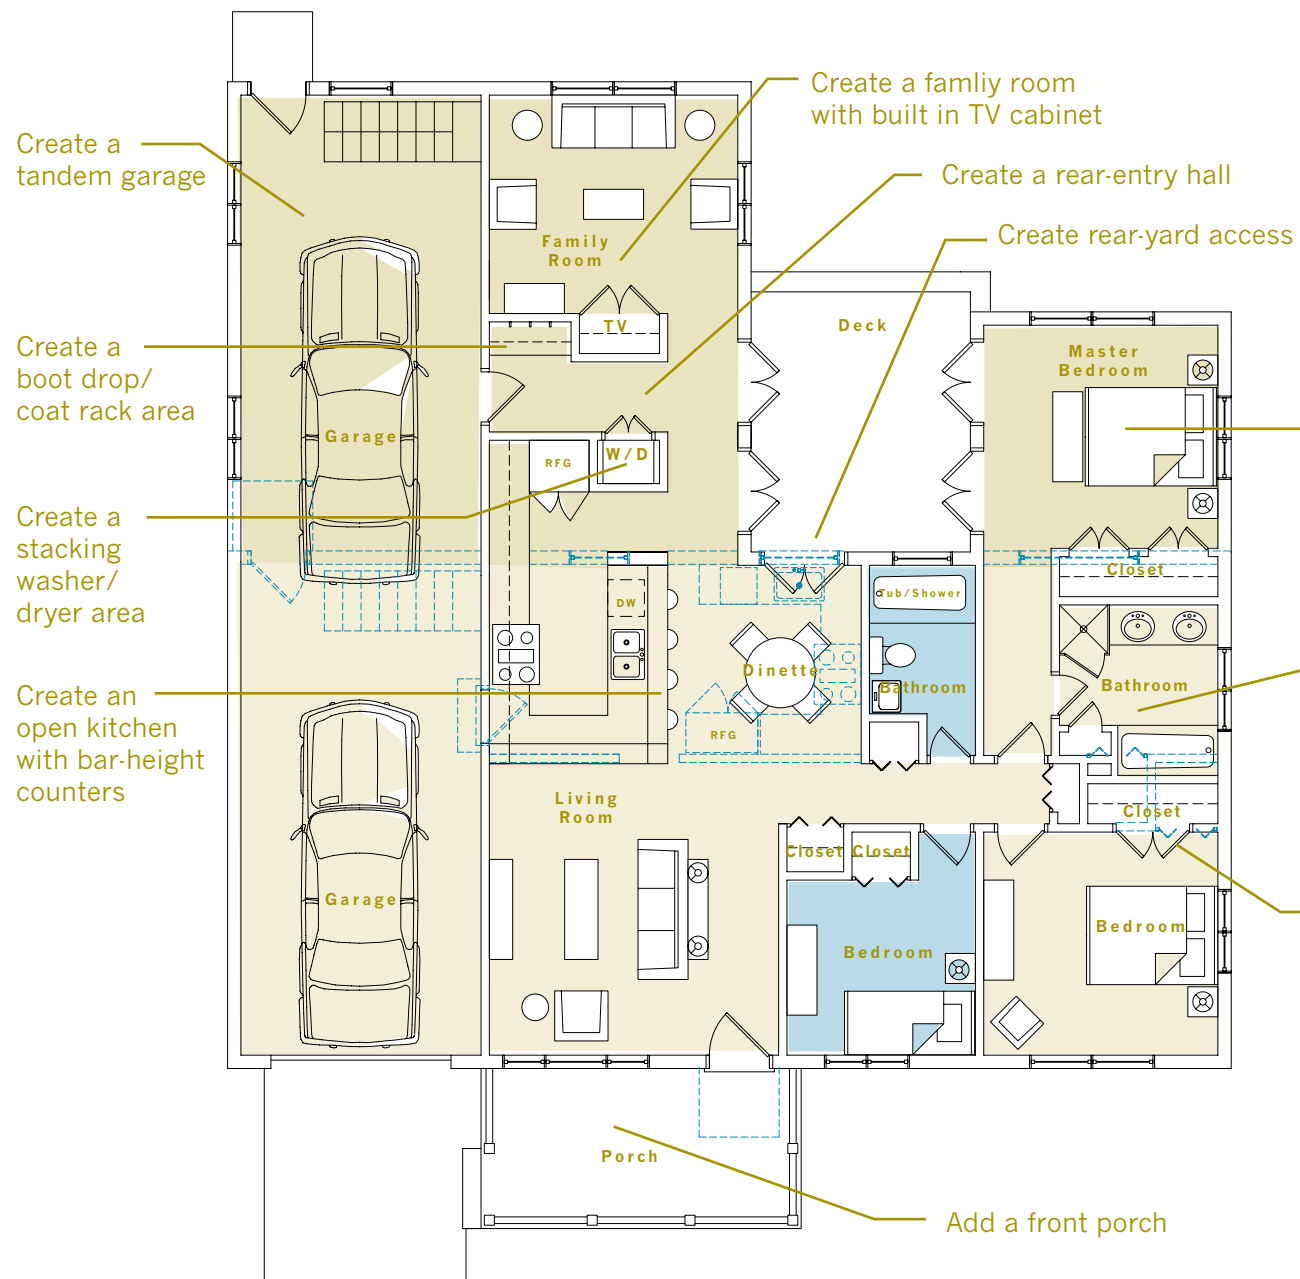 Create a famliy room
with built in TV cabinet
Create a
tandem garage
Create a rear-entry hall
Create rear-yard access
Family
Room
TV
Deck
Master
Bedroom
Create a
boot drop/
coat rack area
Garage
W/D
RFG
Create a
stacking
washer/
dryer area
Closet
Tub/Shower
DW
Dinette
Bathroom
Bathroom
Create an
open kitchen
with bar-height
counters
RFG
Living
Room
Closet
Closet
Closet
Garage
Bedroom
Bedroom
Porch
Add a front porch